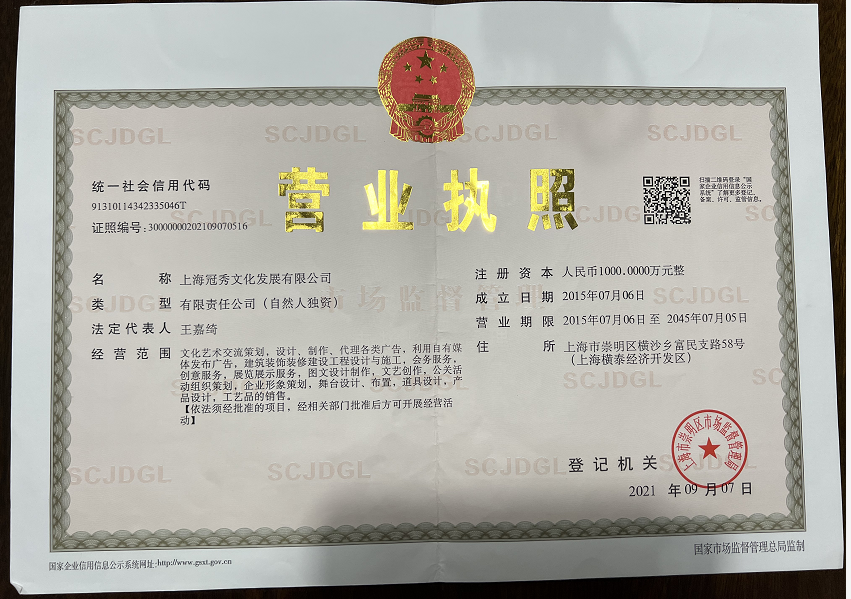 营业执照
统一社会信用代码
91310114342335046T
证照编号:30000000202109070516
扫描二维码登录“国
家企业信用信息公示
系统”了解更多登记、
备案、许可、监管信息。
名 称 上海冠秀文化发展有限公司
类 型 有限责任公司（自然人独资）
法定代表人 王嘉绮
经营范围 文化艺术交流策划，设计、制作、代理各类广告，利用自有媒
体发布广告，建筑装饰装修建设工程设计与施工，会务服务，
创意服务，展览展示服务，图文设计制作，文艺创作，公关活
动组织策划，企业形象策划，舞台设计、布置，道具设计，产
品设计，工艺品的销售。
【依法须经批准的项目，经相关部门批准后方可开展经营活
动】
注册资本 人民币1000.0000万元整
成立日期 2015年07月06日
营业期限 2015年07月06日 至 2045年07月05日
住 所 上海市崇明区横沙乡富民支路58号
（上海横泰经济开发区）
登记机关
上海市崇明区市场监督管理局
2021 年 09 月 07 日
国家企业信用信息公示系统网址:http://www.gsxt.gov.cn
国家市场监督管理总局监制
SCJDGL
市场监督管理